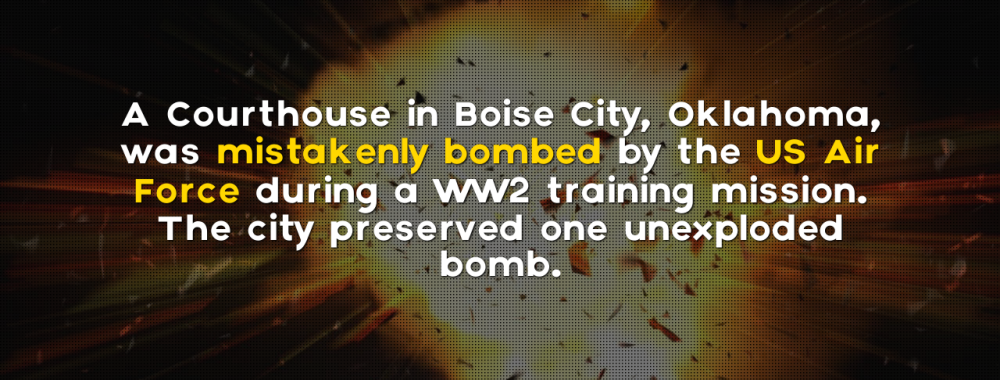 A Courthouse in Boise City, Oklahoma,
was mistakenly bombed by the US Air
Force during a WW2 training mission.
The city preserved one unexploded
bomb.